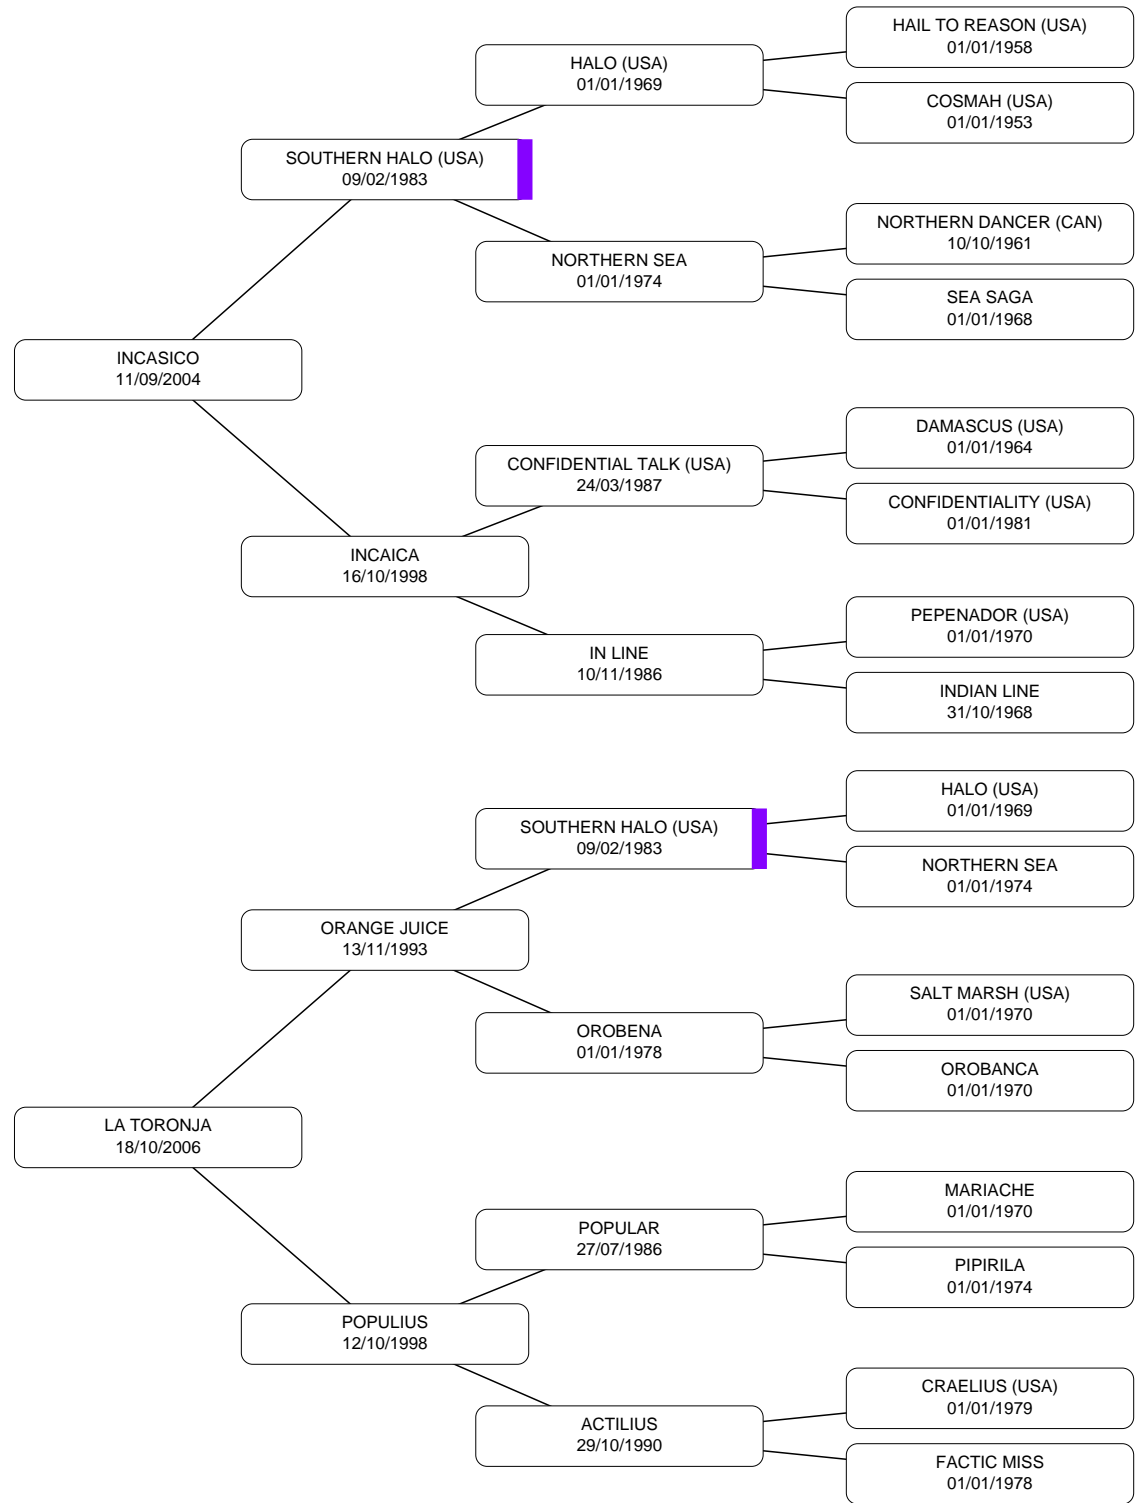 HAIL TO REASON (USA)
01/01/1958
HALO (USA)
01/01/1969
COSMAH (USA)
01/01/1953
SOUTHERN HALO (USA)
09/02/1983
NORTHERN DANCER (CAN)
10/10/1961
NORTHERN SEA
01/01/1974
SEA SAGA
01/01/1968
INCASICO
11/09/2004
DAMASCUS (USA)
01/01/1964
CONFIDENTIAL TALK (USA)
24/03/1987
CONFIDENTIALITY (USA)
01/01/1981
INCAICA
16/10/1998
PEPENADOR (USA)
01/01/1970
IN LINE
10/11/1986
INDIAN LINE
31/10/1968
HALO (USA)
01/01/1969
SOUTHERN HALO (USA)
09/02/1983
NORTHERN SEA
01/01/1974
ORANGE JUICE
13/11/1993
SALT MARSH (USA)
01/01/1970
OROBENA
01/01/1978
OROBANCA
01/01/1970
LA TORONJA
18/10/2006
MARIACHE
01/01/1970
POPULAR
27/07/1986
PIPIRILA
01/01/1974
POPULIUS
12/10/1998
CRAELIUS (USA)
01/01/1979
ACTILIUS
29/10/1990
FACTIC MISS
01/01/1978